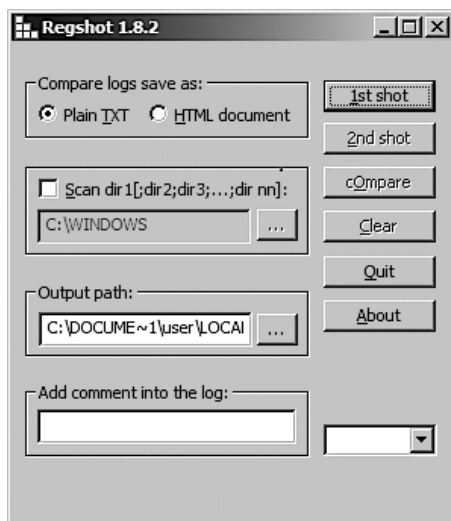 Regshot 1.8.2
Compare logs save as:
Plain TXT HTML document
1st shot
2nd shot
Scan dir1[;dir2;dir3;...;dir nn]:
C:\WINDOWS ...
cOmpare
Clear
Quit
Output path:
C:\DOCUME~1\user\LOCAl ...
About
Add comment into the log: